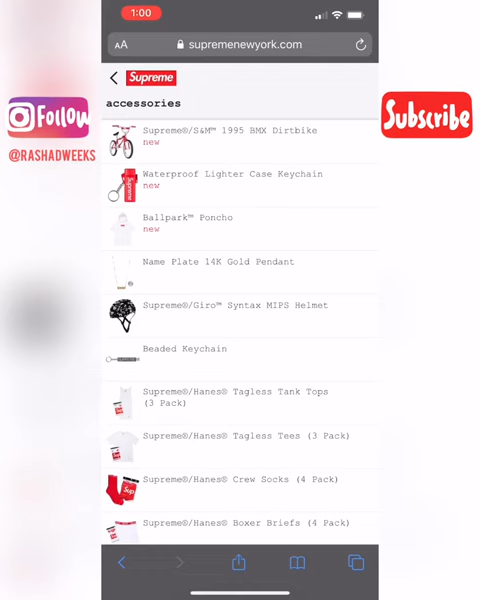 1:00
AA
supremenewyork.com
Supreme
accessories
Follow
Subscribe
@RASHADWEEKS
Supreme®/S&M™ 1995 BMX Dirtbike
new
Waterproof Lighter Case Keychain
new
Ballpark™ Poncho
new
Name Plate 14K Gold Pendant
Supreme®/Giro™ Syntax MIPS Helmet
Beaded Keychain
Supreme®/Hanes® Tagless Tank Tops
(3 Pack)
Supreme®/Hanes® Tagless Tees (3 Pack)
Supreme®/Hanes® Crew Socks (4 Pack)
Supreme®/Hanes® Boxer Briefs (4 Pack)